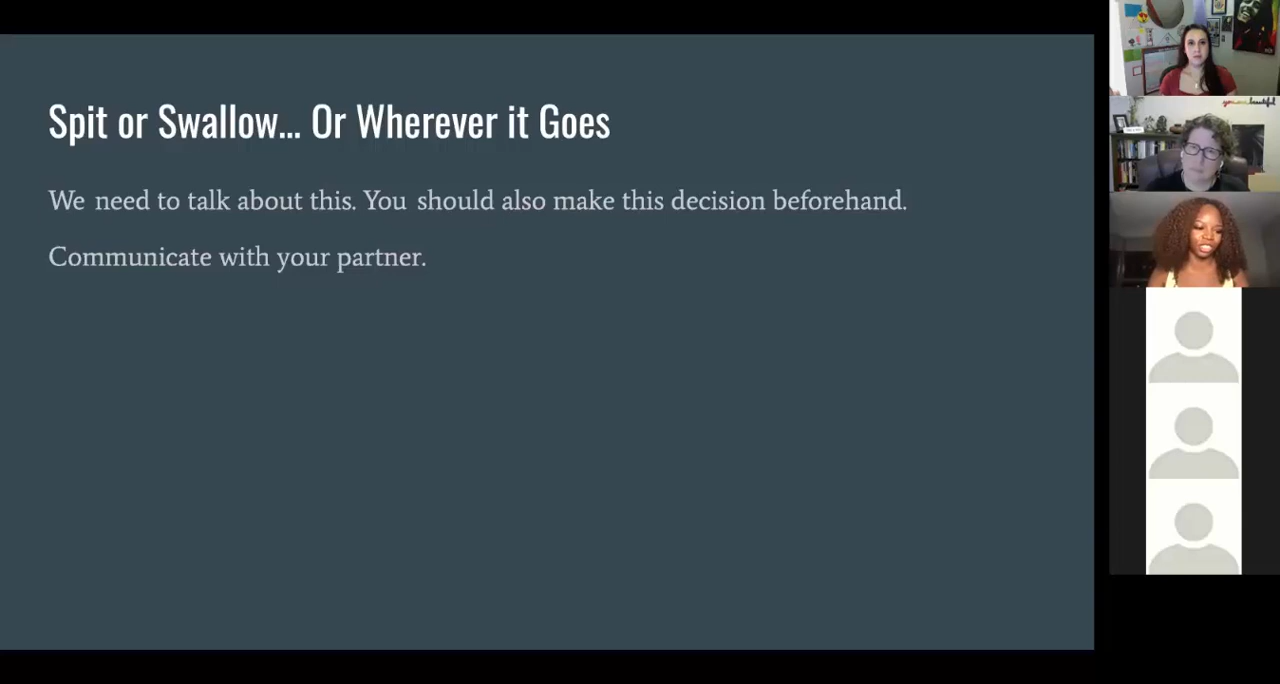 Spit or Swallow... Or Wherever it Goes
We need to talk about this. You should also make this decision beforehand.
Communicate with your partner.